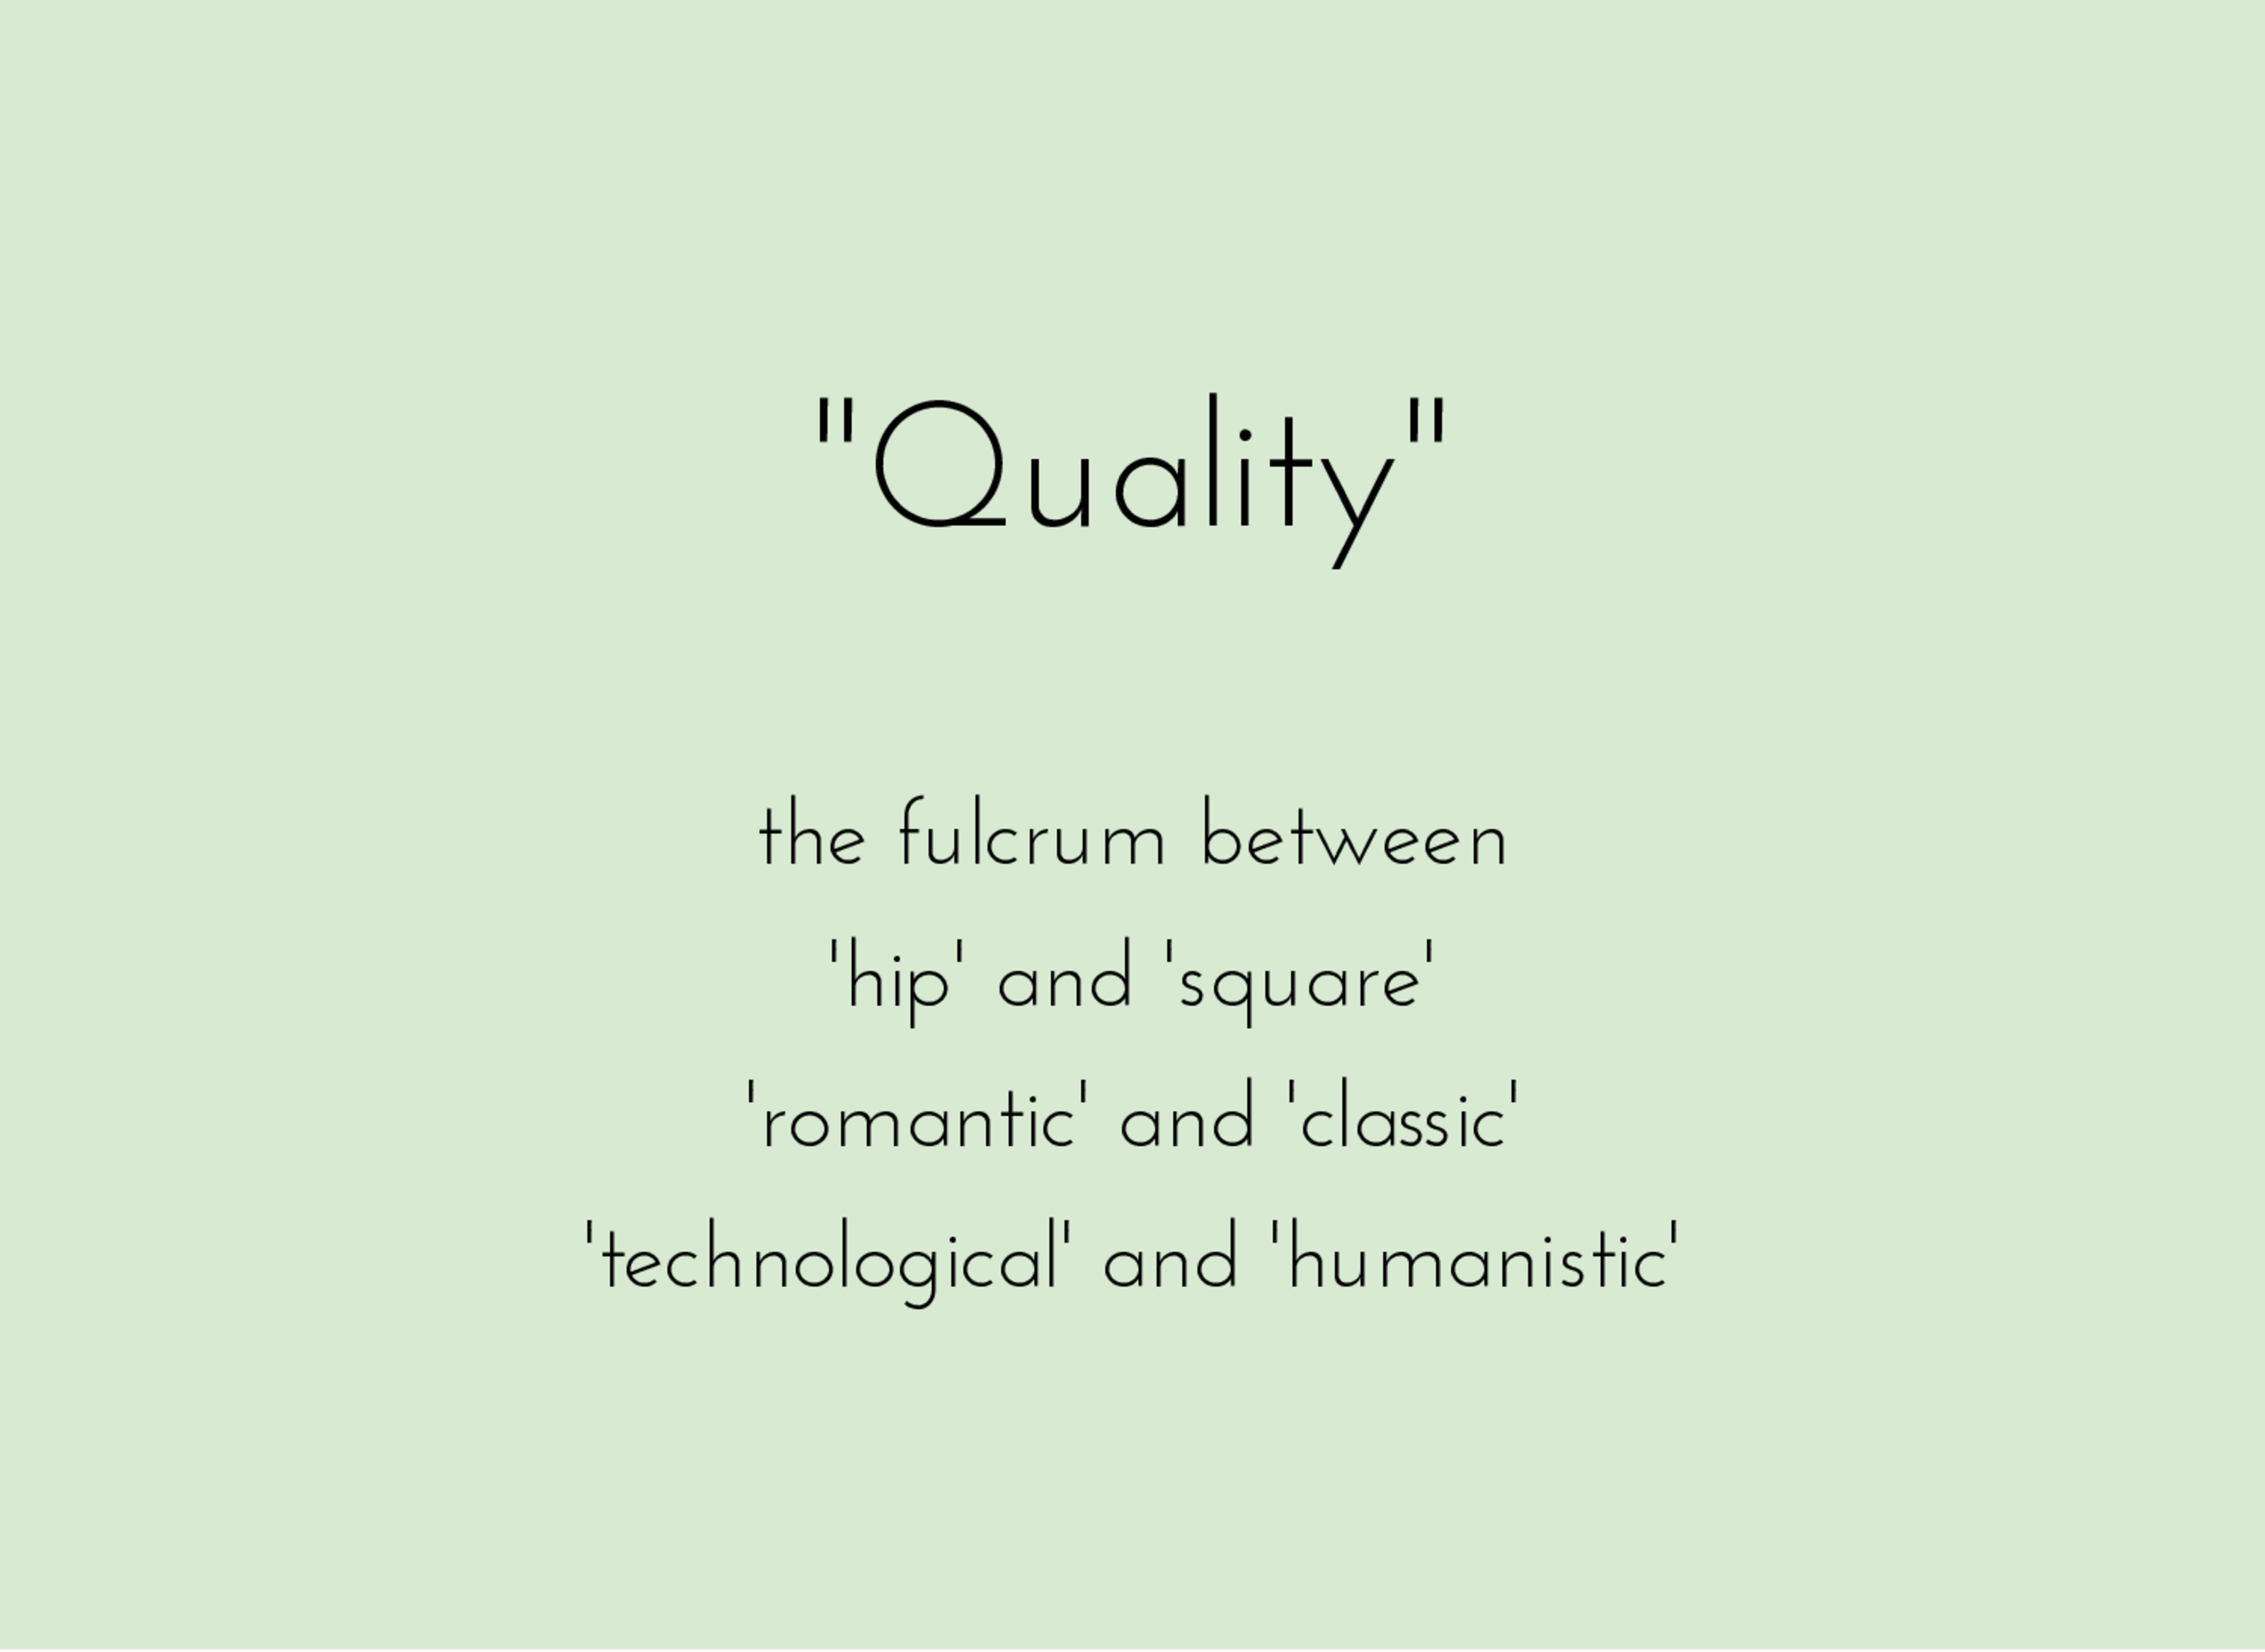 "Quality"
the fulcrum between
'hip' and 'square'
'romantic' and 'classic'
'technological' and 'humanistic'